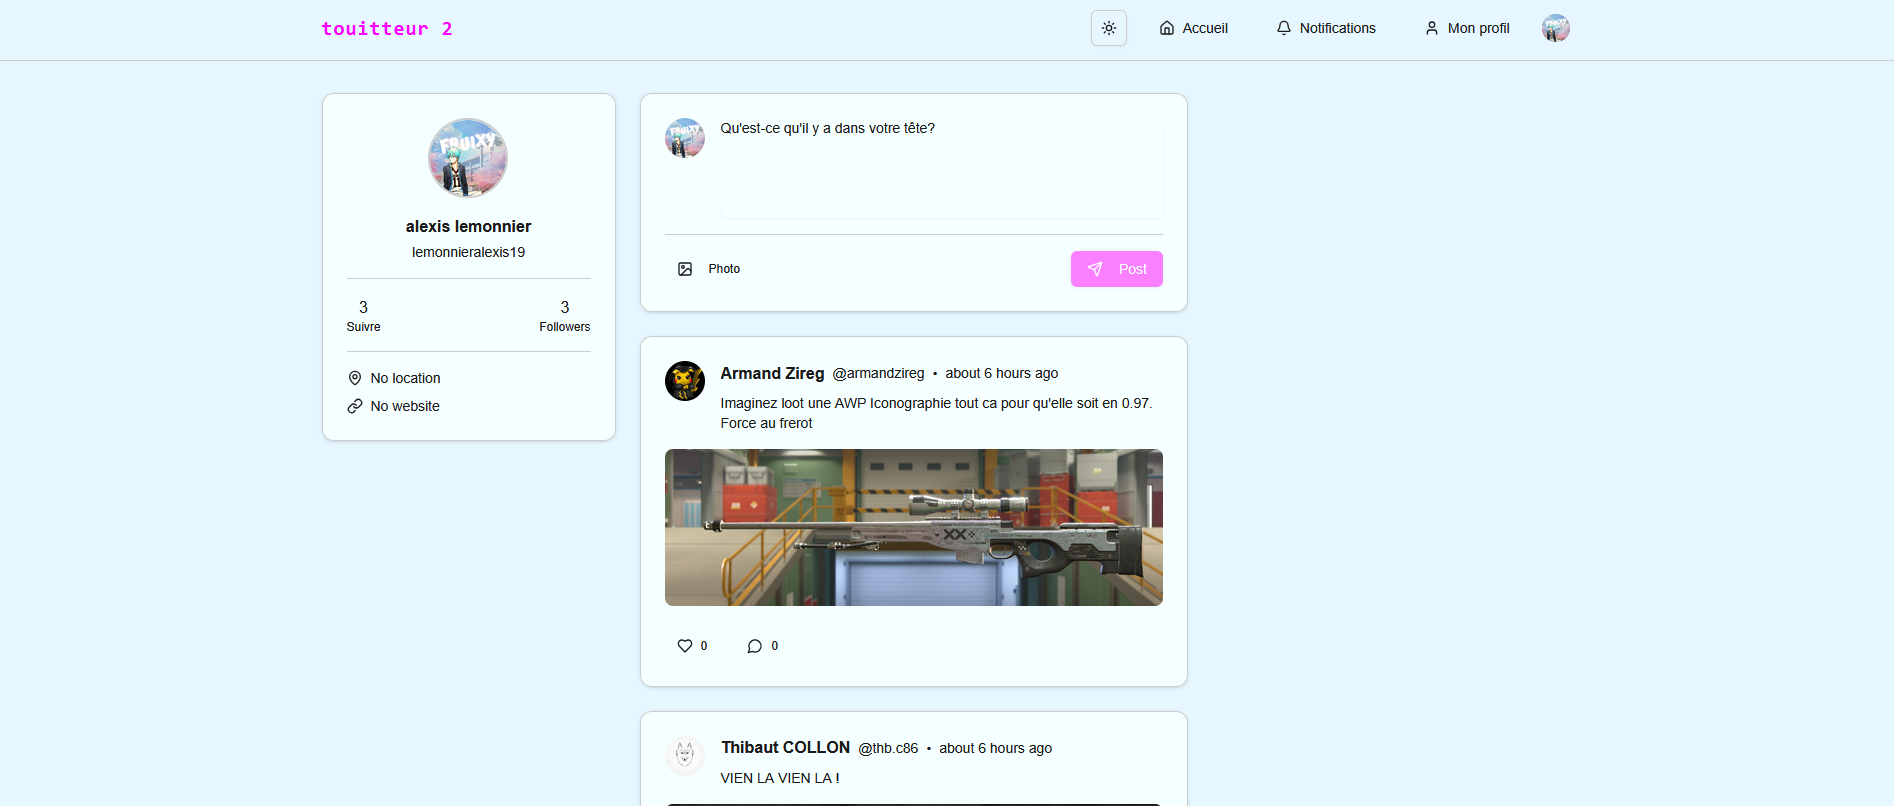 touitteur 2
Accueil
Notifications
Mon profil
FRUIXY
alexis lemonnier
lemonnieralexis19
3
Suivre
3
Followers
No location
No website
Qu'est-ce qu'il y a dans votre tête?
Photo
Post
Armand Zireg @armandzireg • about 6 hours ago
Imaginez loot une AWP Iconographie tout ca pour qu'elle soit en 0.97.
Force au frerot
XX
0
0
Thibaut COLLON @thb.c86 • about 6 hours ago
VIEN LA VIEN LA !